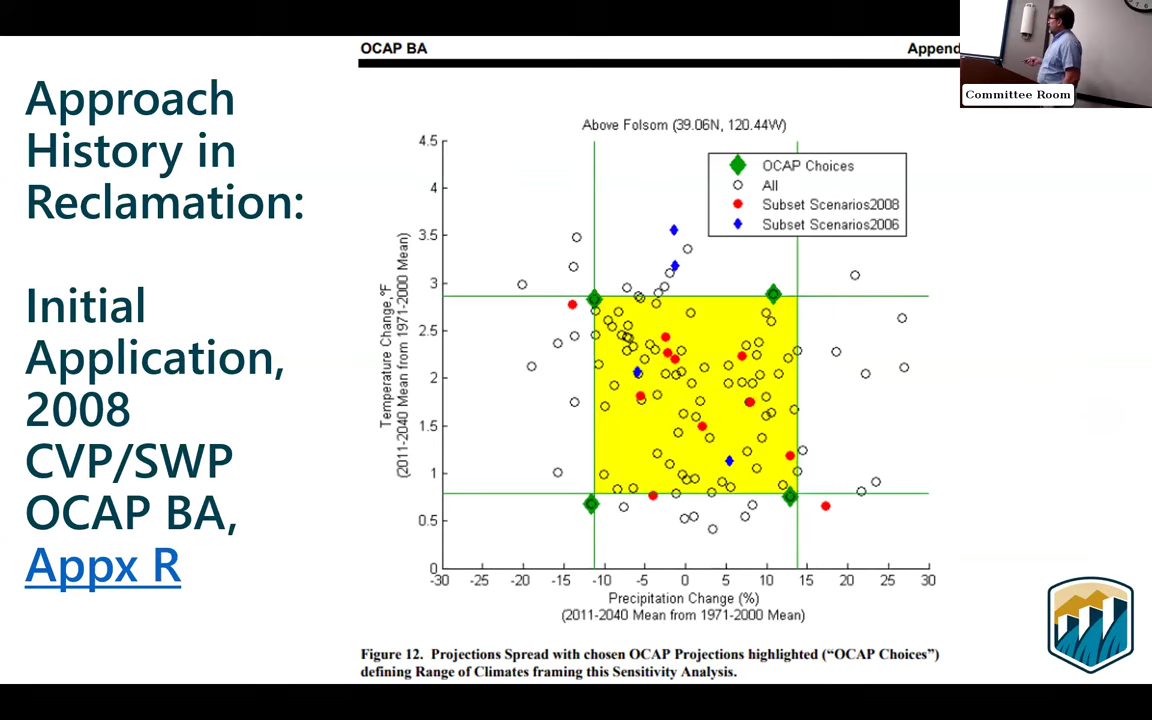 OCAP BA
Appen
Committee Room
Approach
History in
Reclamation:
Initial
Application,
2008
CVP/SWP
OCAP BA,
Appx R
Above Folsom (39.06N, 120.44W)
OCAP Choices
All
Subset Scenarios2008
Subset Scenarios2006
Temperature Change,°F
(2011-2040 Mean from 1971-2000 Mean)
4.5
4
3.5
3
2.5
2
1.5
1
0.5
0
-30 -25 -20 -15 -10 -5 0 5 10 15 20 25 30
Precipitation Change (%)
(2011-2040 Mean from 1971-2000 Mean)
Figure 12. Projections Spread with chosen OCAP Projections highlighted (“OCAP Choices”)
defining Range of Climates framing this Sensitivity Analysis.